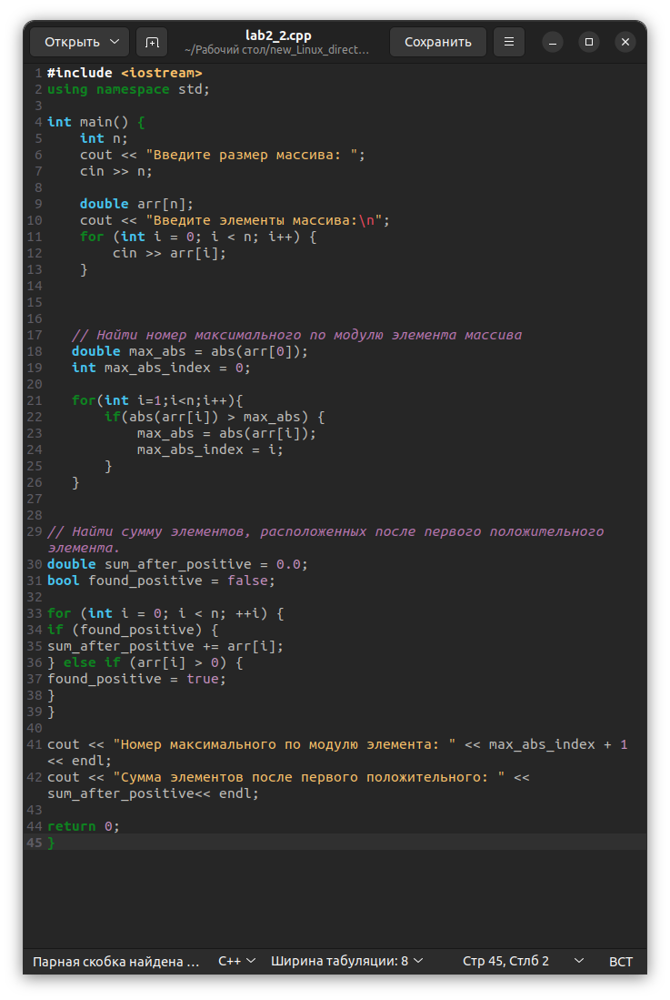 Открыть
lab2_2.cpp
~/Рабочий стол/new_Linux_direct…
Сохранить
1 #include <iostream>
2 using namespace std;
3
4 int main() {
5     int n;
6     cout << "Введите размер массива: ";
7     cin >> n;
8
9     double arr[n];
10     cout << "Введите элементы массива:\n";
11     for (int i = 0; i < n; i++) {
12         cin >> arr[i];
13     }
14
15
16
17    // Найти номер максимального по модулю элемента массива
18    double max_abs = abs(arr[0]);
19    int max_abs_index = 0;
20
21    for(int i=1;i<n;i++){
22        if(abs(arr[i]) > max_abs) {
23            max_abs = abs(arr[i]);
24            max_abs_index = i;
25        }
26    }
27
28
29 // Найти сумму элементов, расположенных после первого положительного
элемента.
30 double sum_after_positive = 0.0;
31 bool found_positive = false;
32
33 for (int i = 0; i < n; ++i) {
34 if (found_positive) {
35 sum_after_positive += arr[i];
36 } else if (arr[i] > 0) {
37 found_positive = true;
38 }
39 }
40
41 cout << "Номер максимального по модулю элемента: " << max_abs_index + 1
<< endl;
42 cout << "Сумма элементов после первого положительного: " <<
sum_after_positive<< endl;
43
44 return 0;
45 }
Парная скобка найдена … C++ Ширина табуляции: 8 Стр 45, Стлб 2 ВСТ